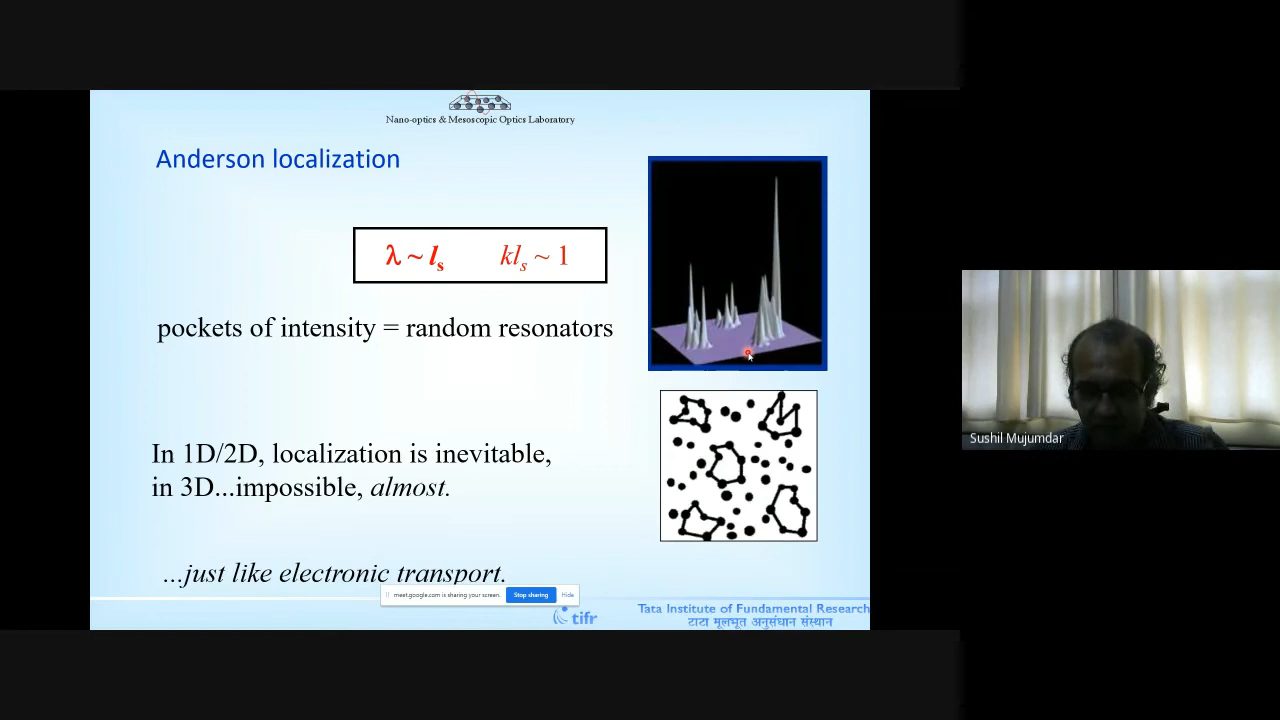 Nano-optics & Mesoscopic Optics Laboratory
Anderson localization
λ ~ lₛ klₛ ~ 1
pockets of intensity = random resonators
In 1D/2D, localization is inevitable,
in 3D...impossible, almost.
...just like electronic transport.
meet.google.com is sharing your screen. Stop sharing Hide
tifr
Tata Institute of Fundamental Research
टाटा मूलभूत अनुसंधान संस्थान
Sushil Mujumdar